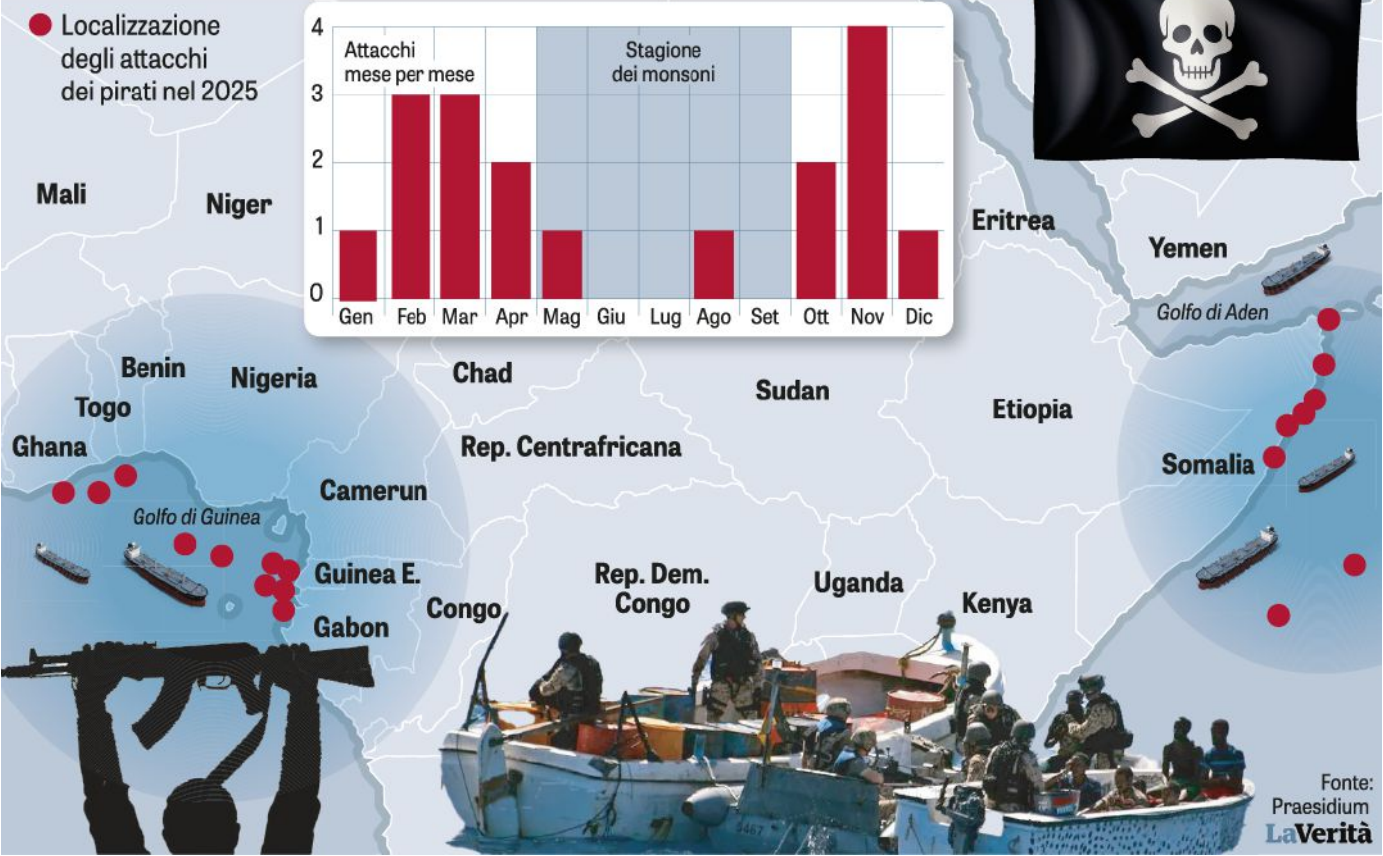 Localizzazione
degli attacchi
dei pirati nel 2025
Attacchi
mese per mese
Stagione
dei monsoni
4
3
2
1
0
Gen Feb Mar Apr Mag Giu Lug Ago Set Ott Nov Dic
Mali
Niger
Eritrea
Yemen
Golfo di Aden
Benin
Nigeria
Chad
Sudan
Togo
Etiopia
Ghana
Rep. Centrafricana
Somalia
Camerun
Golfo di Guinea
Guinea E.
Rep. Dem.
Congo
Uganda
Kenya
Congo
Gabon
Fonte:
Praesidium
LaVerità